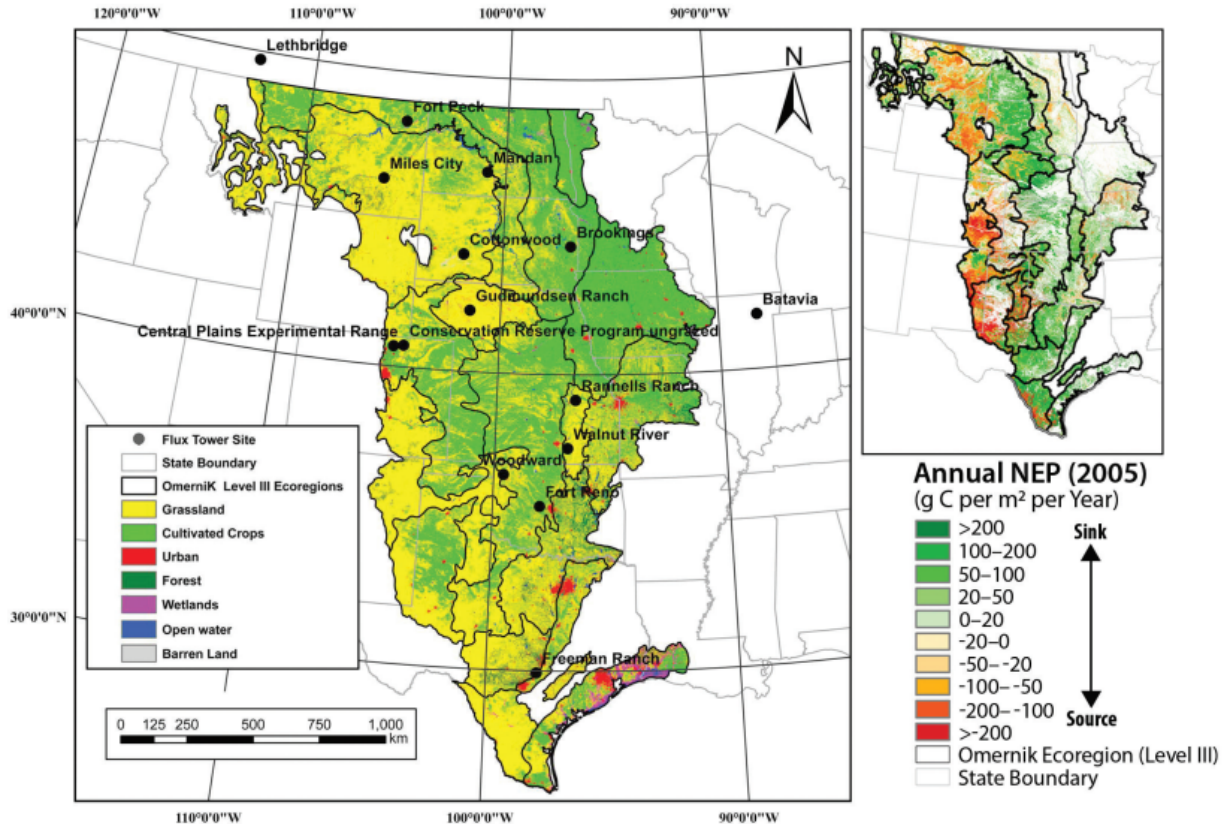 120°0'0"W
110°0'0"W
100°0'0"W
90°0'0"W
Lethbridge
N
Fort Peck
Miles City
Mandan
Cottonwood
Brookings
Gudmundsen Ranch
Batavia
40°0'0"N
Central Plains Experimental Range
Conservation Reserve Program ungrazed
Rannells Ranch
Walnut River
Woodward
Fort Reno
30°0'0"N
Freeman Ranch
Flux Tower Site
State Boundary
OmerniK Level III Ecoregions
Grassland
Cultivated Crops
Urban
Forest
Wetlands
Open water
Barren Land
0 125 250 500 750 1,000
km
110°0'0"W
100°0'0"W
90°0'0"W
Annual NEP (2005)
(g C per m² per Year)
>200
100–200
50–100
20–50
0–20
-20–0
-50– -20
-100– -50
-200– -100
>-200
Sink
Source
Omernik Ecoregion (Level III)
State Boundary